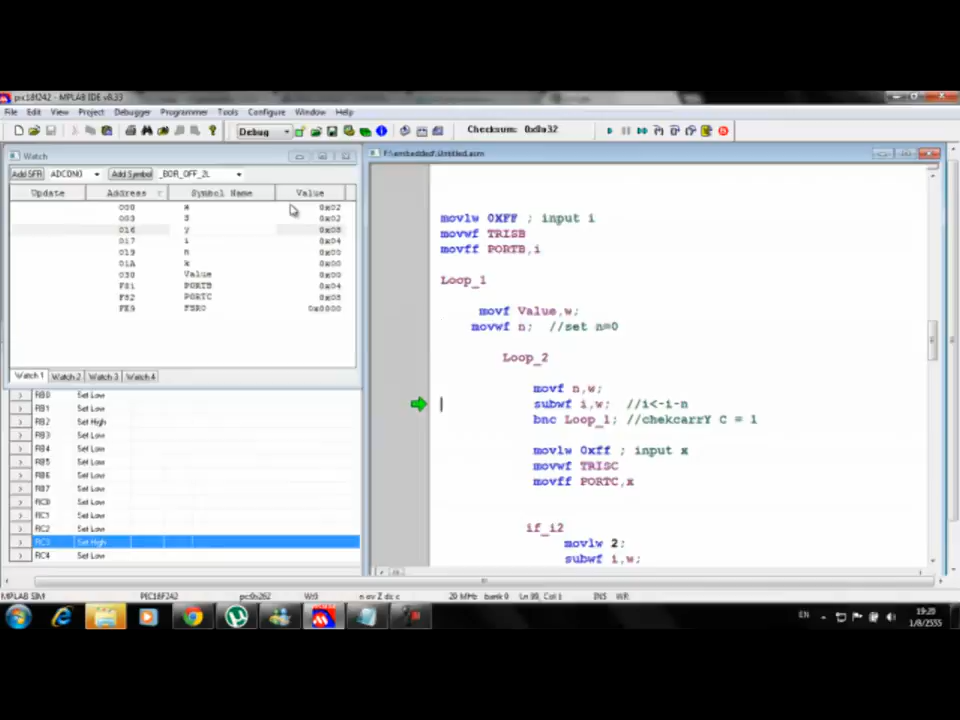 pic18f242 - MPLAB IDE v8.33
File Edit View Project Debugger Programmer Tools Configure Window Help
Debug Checksum: 0x0a32
Watch
Add SFR ADCON0 Add Symbol _BOR_OFF_2L
Update Address Symbol Name Value
0x02
003 S 0x02
016 y 0x08
017 i 0x04
019 n 0x00
01A k 0x00
030 Value 0x00
F81 PORTB 0x04
F82 PORTC 0x08
FE9 FSR0 0x0000
Watch 1 Watch 2 Watch 3 Watch 4
RB0 Set Low
RB1 Set Low
RB2 Set High
RB3 Set Low
RB4 Set Low
RB5 Set Low
RB6 Set Low
RB7 Set Low
RC0 Set Low
RC1 Set Low
RC2 Set Low
RC3 Set High
RC4 Set Low
F:\embedded\Untitled.asm
movlw 0XFF ; input i
movwf TRISB
movff PORTB,i
Loop_1
movf Value,w;
movwf n; //set n=0
Loop_2
movf n,w;
subwf i,w; //i<-i-n
bnc Loop_1; //chekcarrY C = 1
movlw 0xff ; input x
movwf TRISC
movff PORTC,x
if_i2
movlw 2;
subwf i,w;
MPLAB SIM PIC18F242 pc:0x262 W:0 n ov Z dc c 20 MHz bank 0 Ln 89, Col 1 INS WR
EN 19:20
1/8/2555